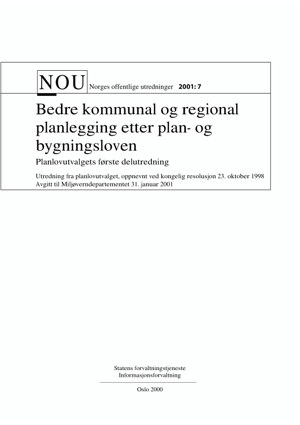 NOU Norges offentlige utredninger 2001: 7
Bedre kommunal og regional
planlegging etter plan- og
bygningsloven
Planlovutvalgets første delutredning
Utredning fra planlovutvalget, oppnevnt ved kongelig resolusjon 23. oktober 1998
Avgitt til Miljøverndepartementet 31. januar 2001
Statens forvaltningstjeneste
Informasjonsforvaltning
Oslo 2000